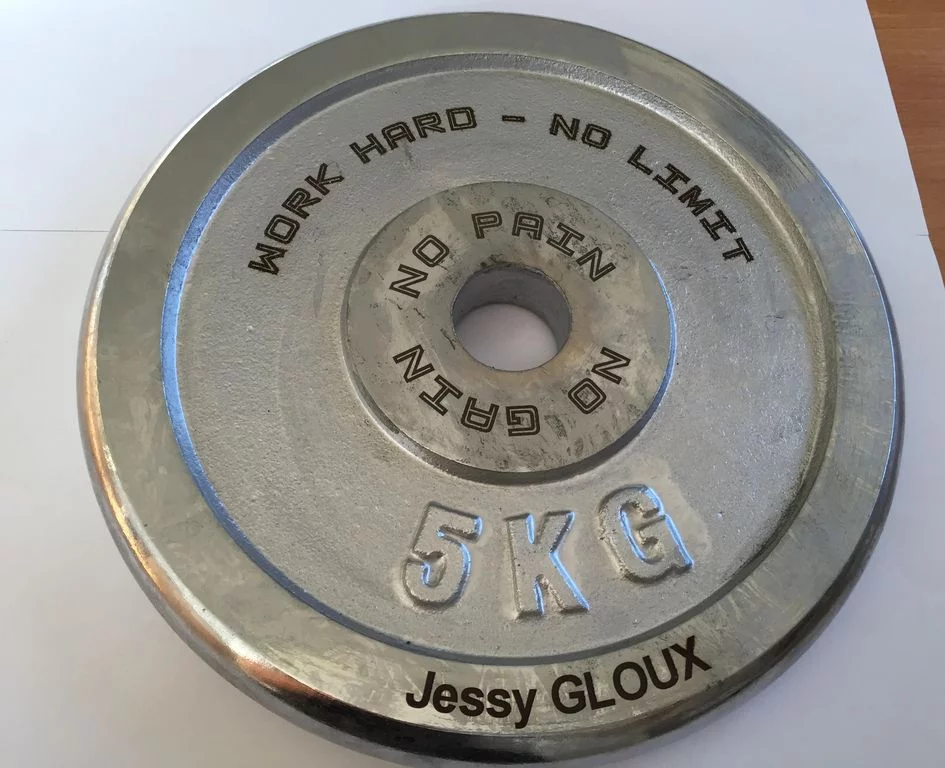 WORK HARD - NO LIMIT
NO PAIN
NO GAIN
5KG
Jessy GLOUX